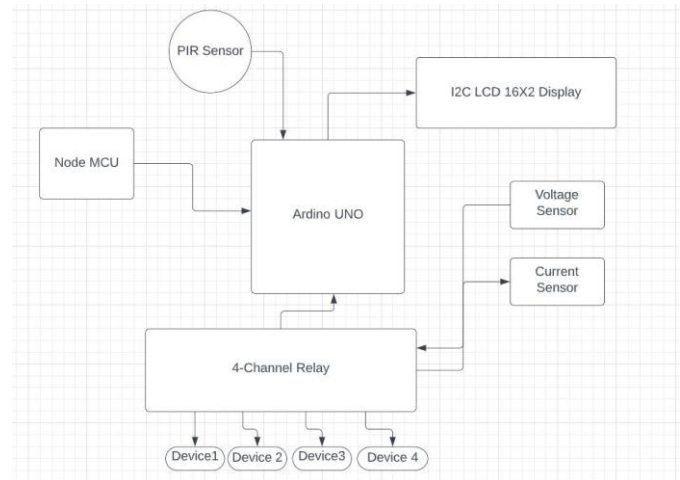 PIR Sensor
I2C LCD 16X2 Display
Node MCU
Ardino UNO
Voltage
Sensor
Current
Sensor
4-Channel Relay
Device1
Device 2
Device3
Device 4